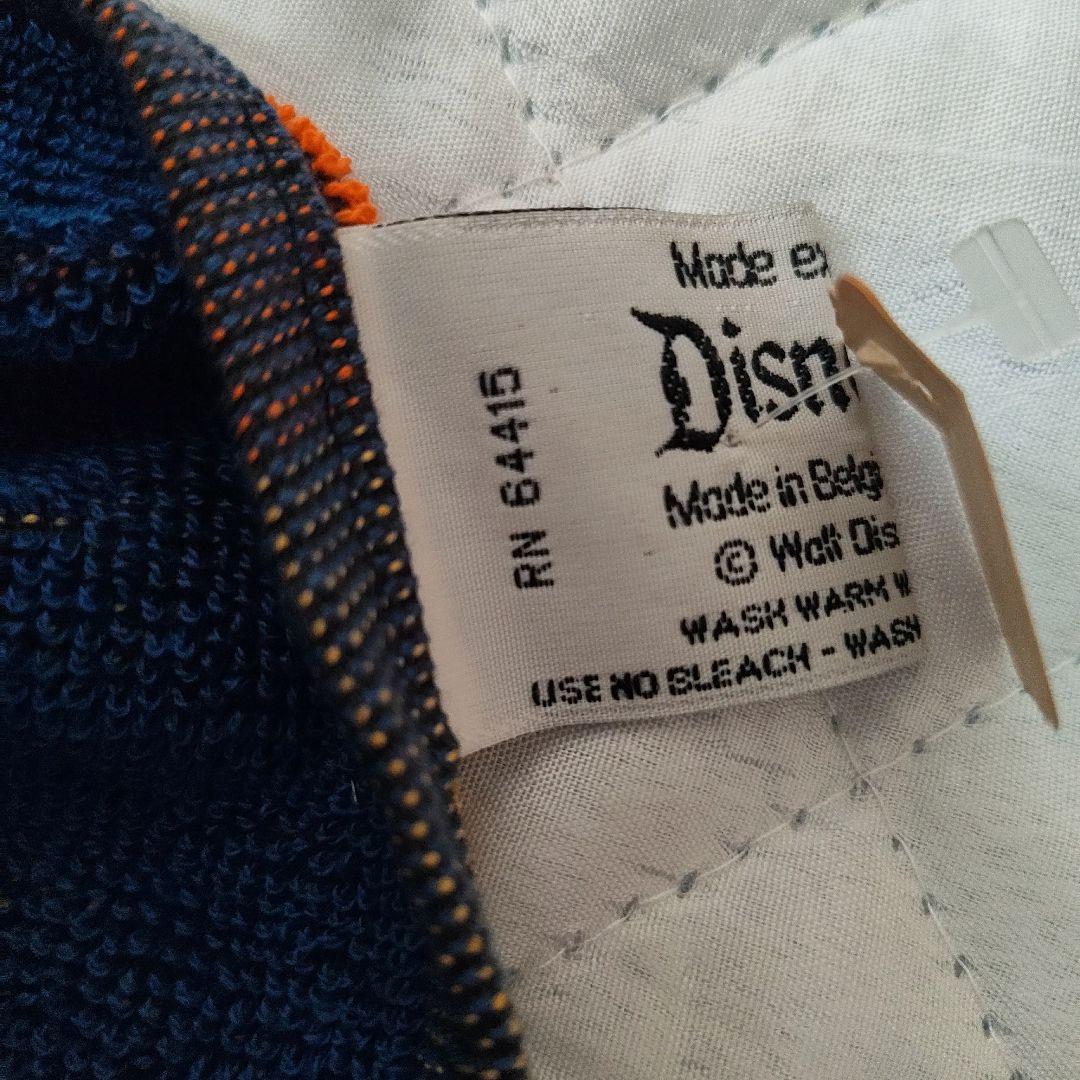 Made ex
Disn
Made in Belgi
© Walt Dis
WASH WARM W
USE NO BLEACH - WASH
RN 64415